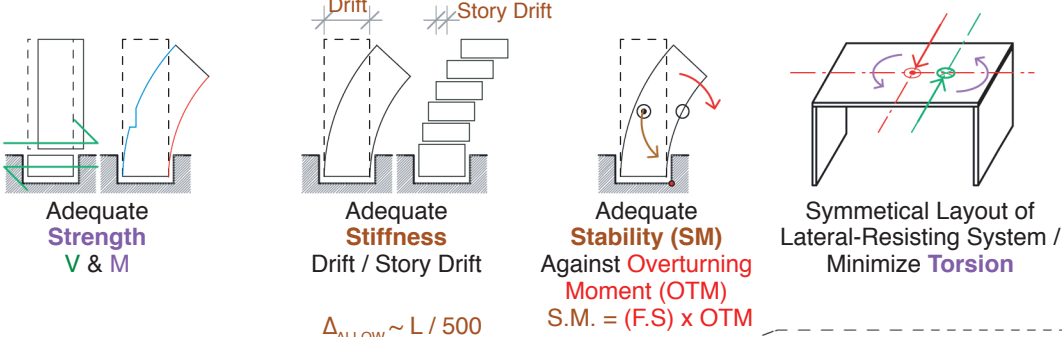 Drift
Story Drift
Adequate
Strength
V & M
Adequate
Stiffness
Drift / Story Drift
ΔALLOW ~ L / 500
Adequate
Stability (SM)
Against Overturning
Moment (OTM)
S.M. = (F.S) x OTM
Symmetical Layout of
Lateral-Resisting System /
Minimize Torsion